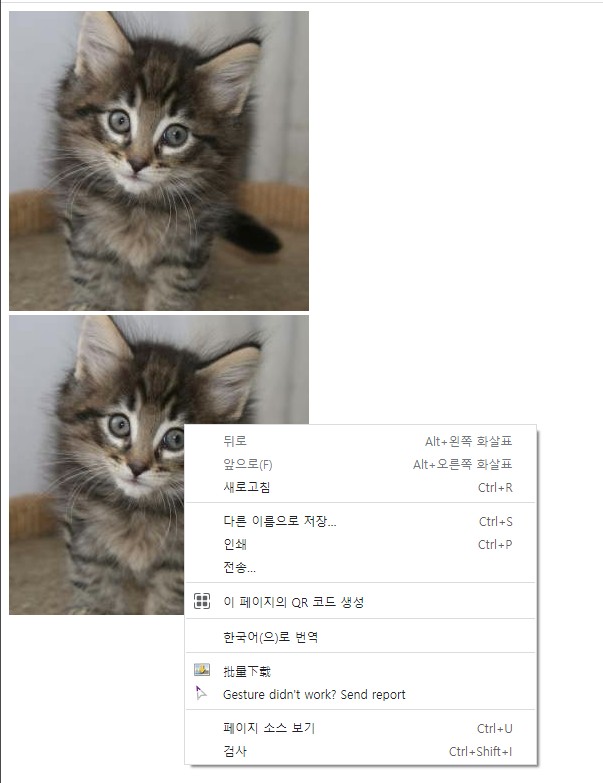 뒤로 Alt+왼쪽 화살표
앞으로(F) Alt+오른쪽 화살표
새로고침 Ctrl+R
다른 이름으로 저장... Ctrl+S
인쇄 Ctrl+P
전송...
이 페이지의 QR 코드 생성
한국어(으)로 번역
批量下载
Gesture didn't work? Send report
페이지 소스 보기 Ctrl+U
검사 Ctrl+Shift+I